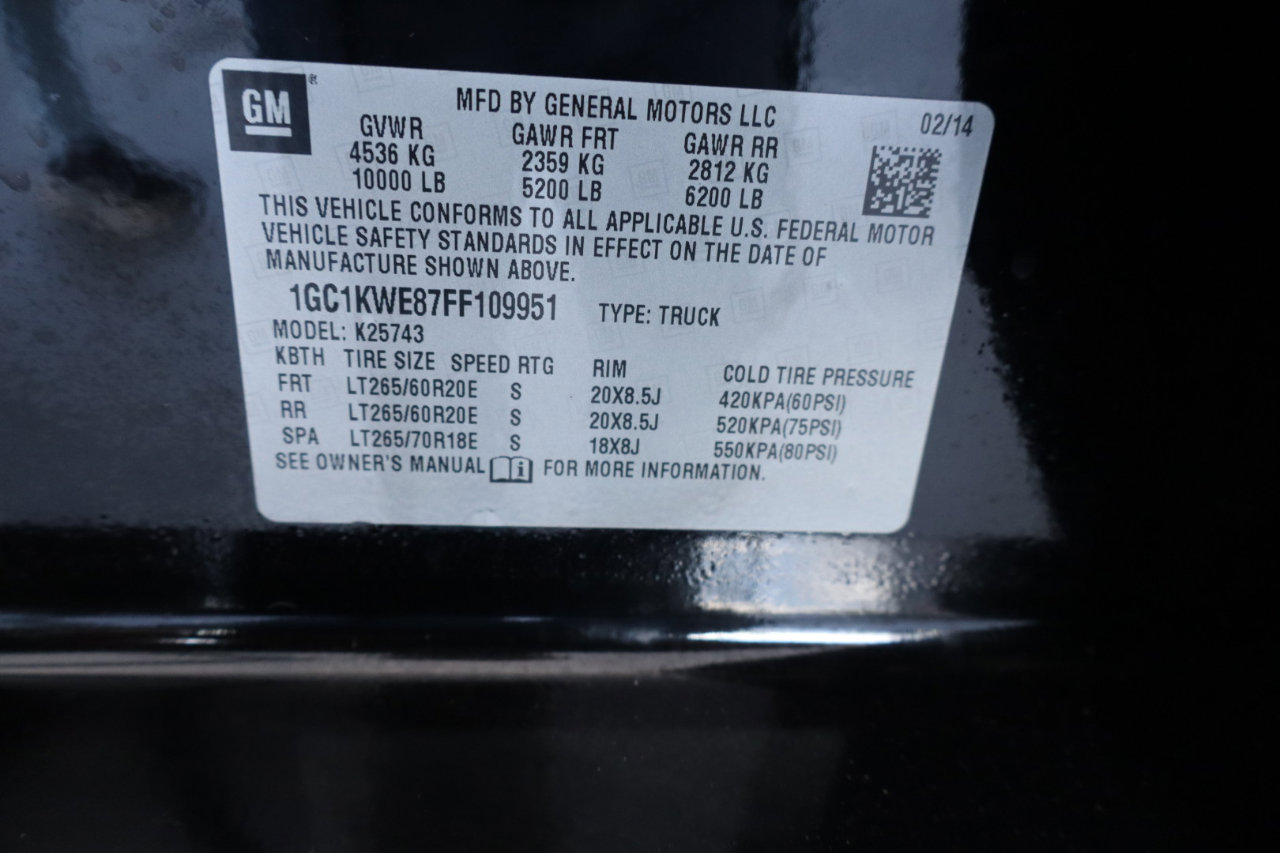 GM ®
MFD BY GENERAL MOTORS LLC
02/14
GVWR GAWR FRT GAWR RR
4536 KG 2359 KG 2812 KG
10000 LB 5200 LB 6200 LB
THIS VEHICLE CONFORMS TO ALL APPLICABLE U.S. FEDERAL MOTOR
VEHICLE SAFETY STANDARDS IN EFFECT ON THE DATE OF
MANUFACTURE SHOWN ABOVE.
1GC1KWE87FF109951 TYPE: TRUCK
MODEL: K25743
KBTH TIRE SIZE SPEED RTG RIM COLD TIRE PRESSURE
FRT LT265/60R20E S 20X8.5J 420KPA(60PSI)
RR LT265/60R20E S 20X8.5J 520KPA(75PSI)
SPA LT265/70R18E S 18X8J 550KPA(80PSI)
SEE OWNER'S MANUAL i FOR MORE INFORMATION.